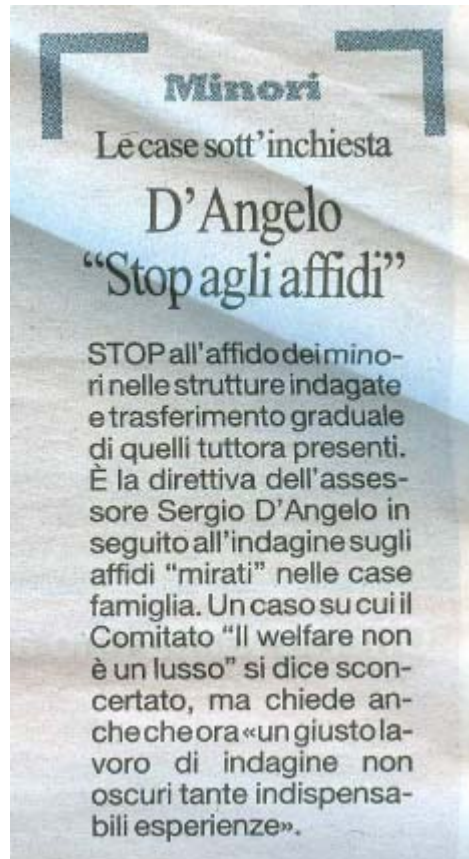 Minori
Le case sott'inchiesta
D'Angelo
“Stop agli affidi”
STOP all'affido dei mino-
ri nelle strutture indagate
e trasferimento graduale
di quelli tuttora presenti.
È la direttiva dell'asses-
sore Sergio D'Angelo in
seguito all'indagine sugli
affidi “mirati” nelle case
famiglia. Un caso su cui il
Comitato “Il welfare non
è un lusso” si dice scon-
certato, ma chiede an-
che che ora «un giusto la-
voro di indagine non
oscuri tante indispensa-
bili esperienze».